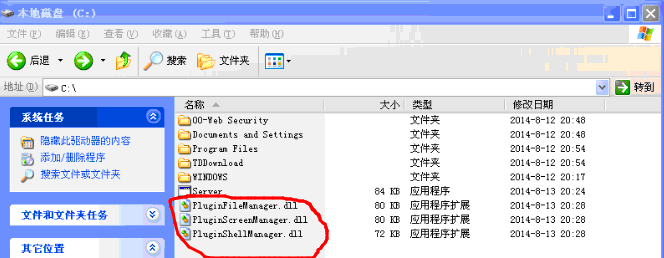 本地磁盘 (C:)
文件(F) 编辑(E) 查看(V) 收藏(A) 工具(T) 帮助(H)
后退 搜索 文件夹
地址(D) C:\ 转到
系统任务
隐藏此驱动器的内容
添加/删除程序
搜索文件或文件夹
文件和文件夹任务
其它位置
名称 大小 类型 修改日期
OO-Web Security 文件夹 2014-8-12 20:48
Documents and Settings 文件夹 2014-8-12 20:48
Program Files 文件夹 2014-8-12 20:54
TDDownload 文件夹 2014-8-12 20:54
WINDOWS 文件夹 2014-8-12 20:17
Server 84 KB 应用程序 2014-8-13 20:24
PluginFileManager.dll 80 KB 应用程序扩展 2014-8-13 20:28
PluginScreenManager.dll 80 KB 应用程序扩展 2014-8-13 20:28
PluginShellManager.dll 72 KB 应用程序扩展 2014-8-13 20:28